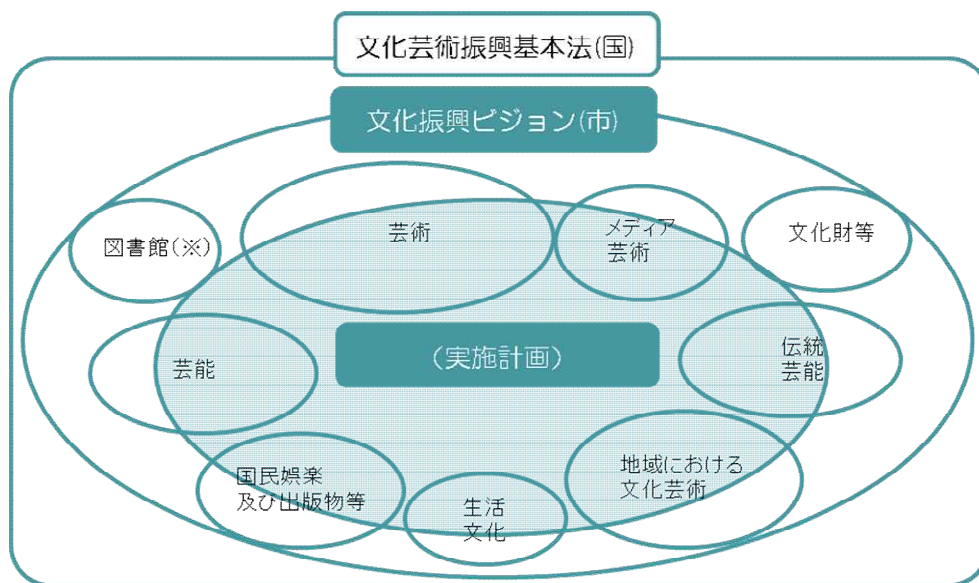 文化芸術振興基本法(国)
文化振興ビジョン(市)
芸術
メディア
芸術
文化財等
図書館(※)
(実施計画)
伝統
芸能
芸能
国民娯楽
及び出版物等
生活
文化
地域における
文化芸術